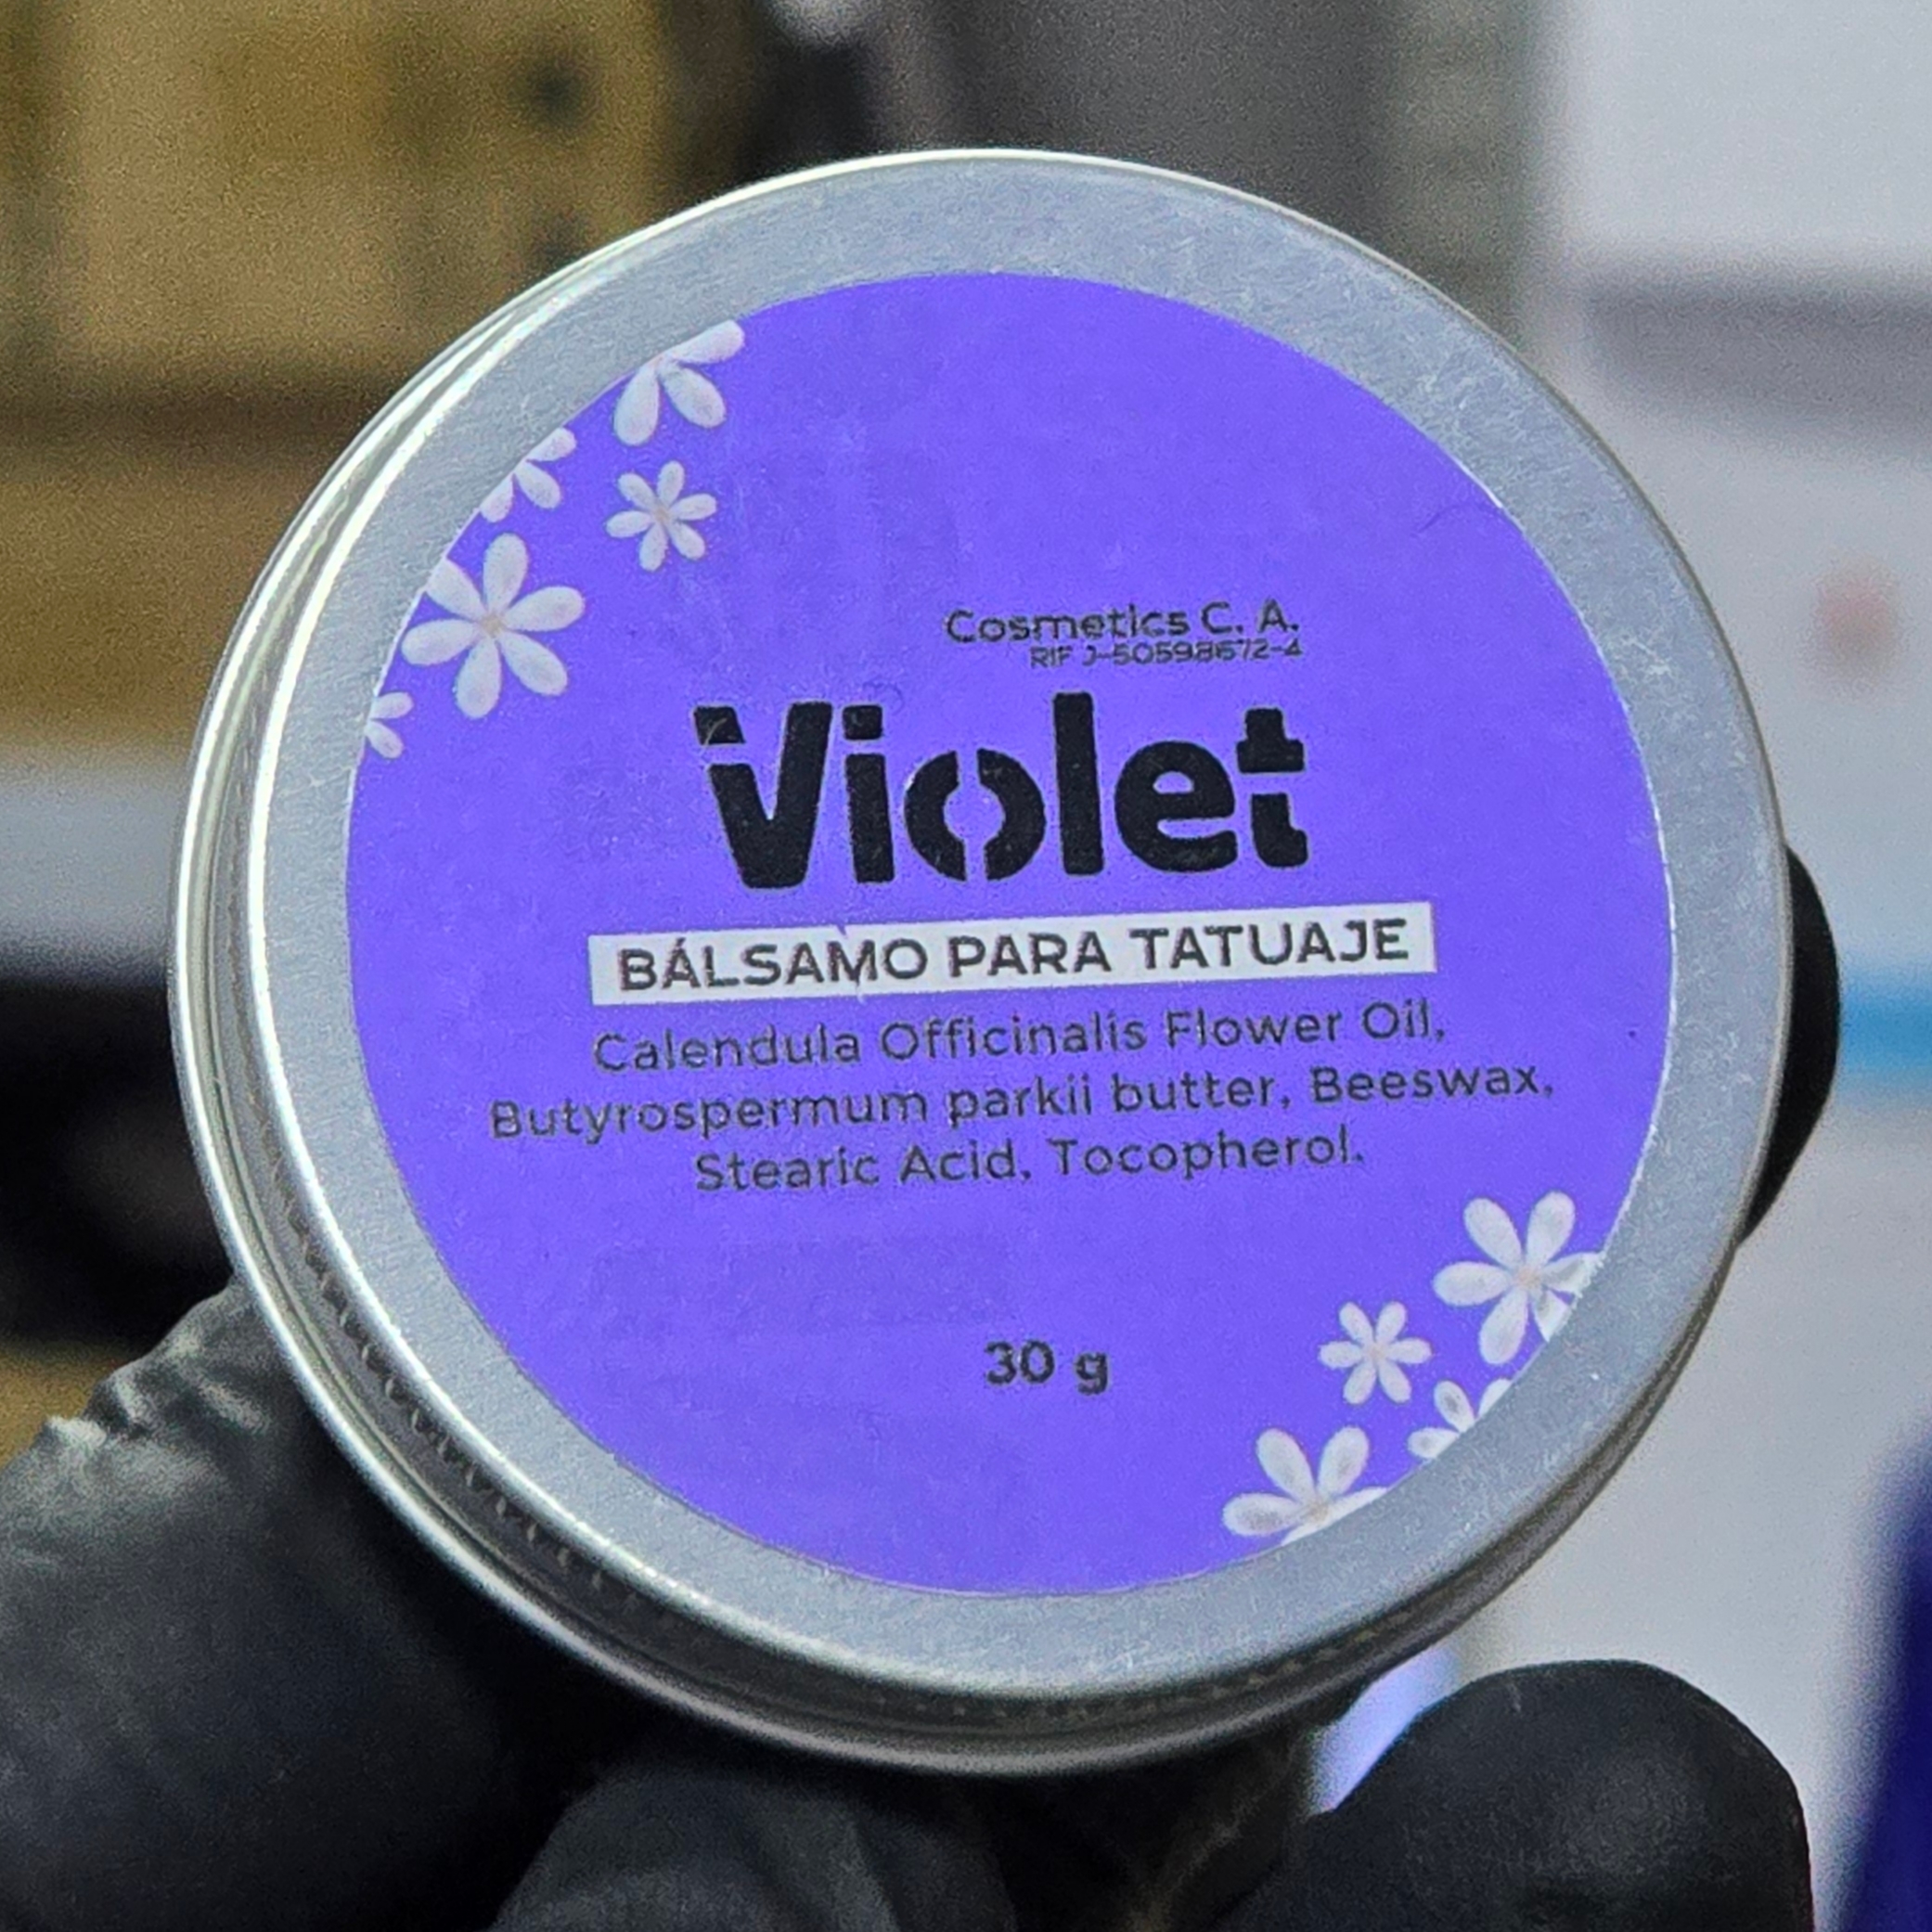 Cosmetics C. A.
RIF J-50598672-4
Violet
BÁLSAMO PARA TATUAJE
Calendula Officinalis Flower Oil,
Butyrospermum parkii butter, Beeswax,
Stearic Acid, Tocopherol.
30 g